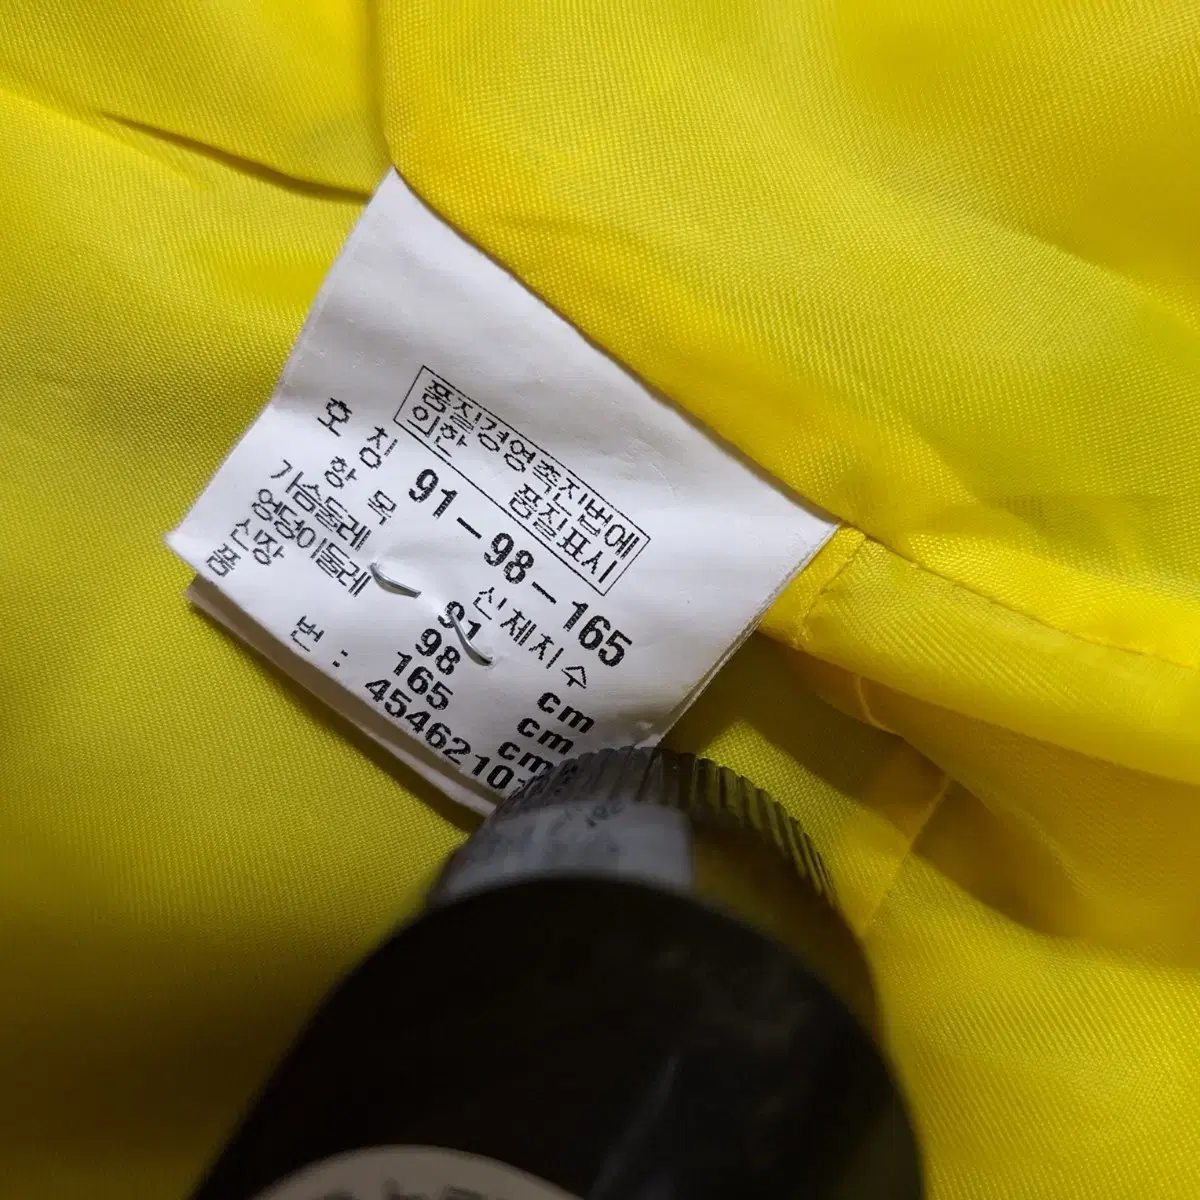 품질경영촉진법에
의한 품질표시
호 칭 91-98-165
항 목 신체치수
가슴둘레 91 cm
엉덩이둘레 98 cm
신장 165 cm
품 번 : 4546210